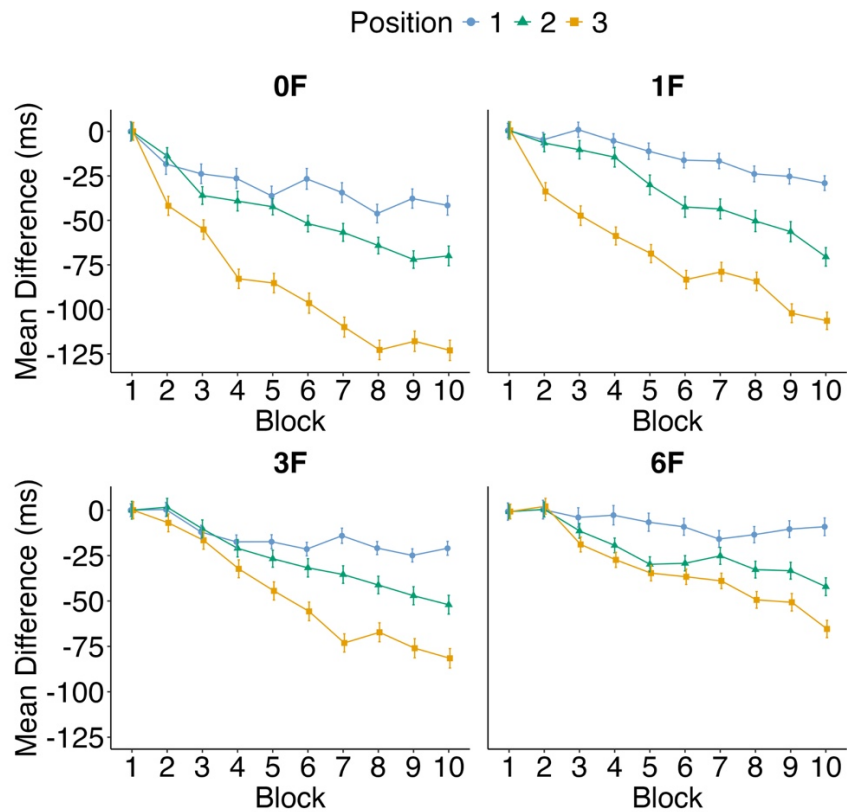 Position 1 2 3
0F
1F
Mean Difference (ms)
0
-25
-50
-75
-100
-125
1 2 3 4 5 6 7 8 9 10
1 2 3 4 5 6 7 8 9 10
Block
Block
3F
6F
Mean Difference (ms)
0
-25
-50
-75
-100
-125
1 2 3 4 5 6 7 8 9 10
1 2 3 4 5 6 7 8 9 10
Block
Block